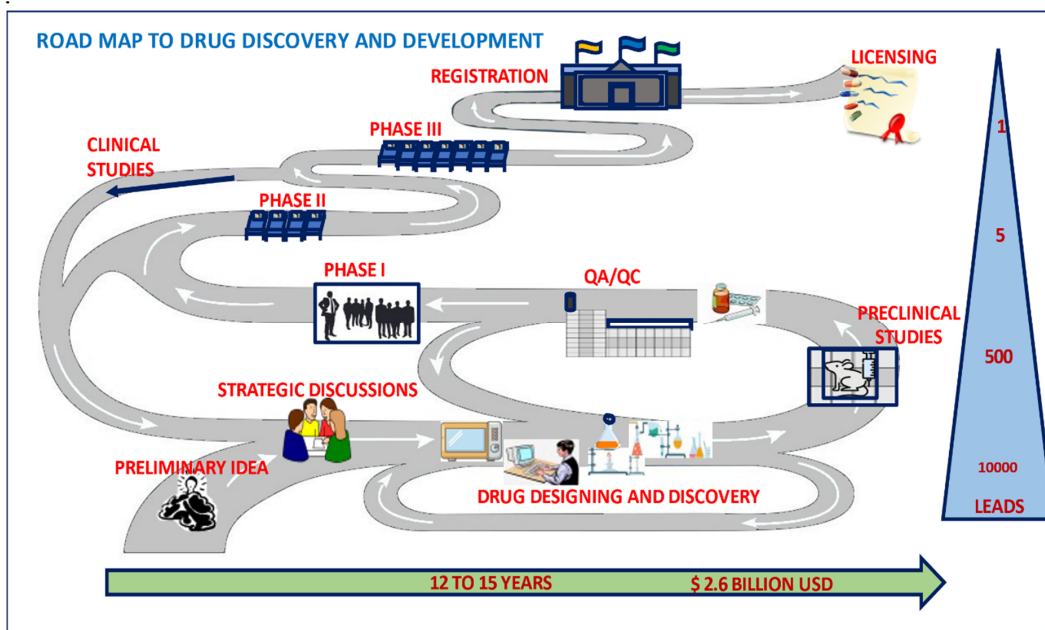 ROAD MAP TO DRUG DISCOVERY AND DEVELOPMENT
REGISTRATION
LICENSING
PHASE III
1
CLINICAL
STUDIES
PHASE II
5
PHASE I
QA/QC
PRECLINICAL
STUDIES
500
STRATEGIC DISCUSSIONS
PRELIMINARY IDEA
10000
DRUG DESIGNING AND DISCOVERY
LEADS
12 TO 15 YEARS
$ 2.6 BILLION USD